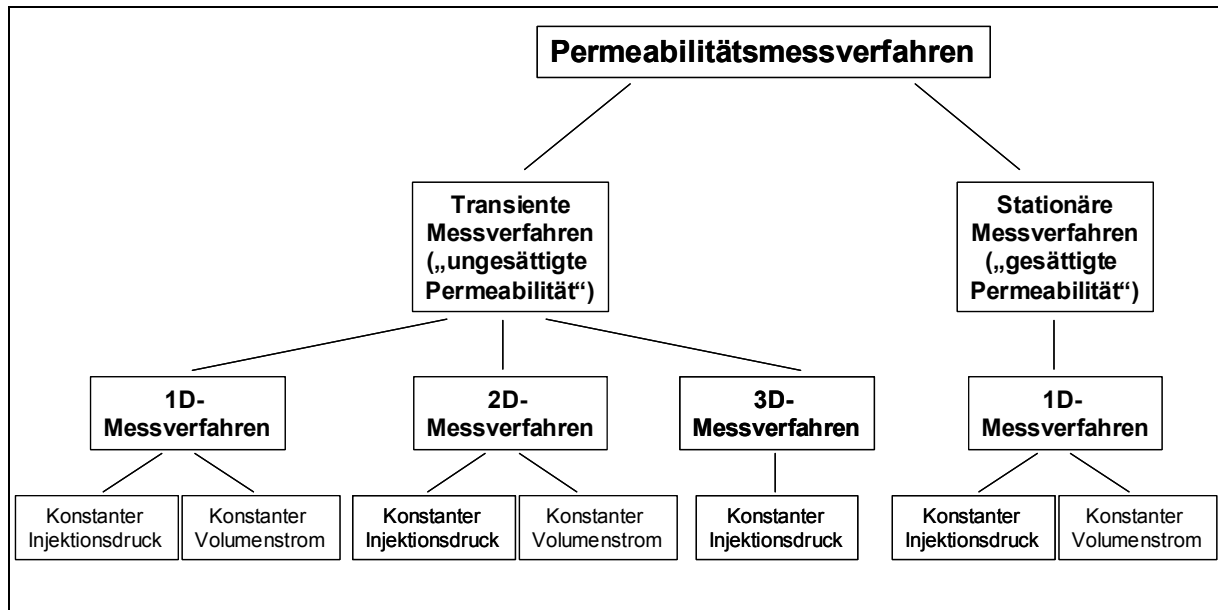 Permeabilitätsmessverfahren
Transiente
Messverfahren
(„ungesättigte
Permeabilität“)
Stationäre
Messverfahren
(„gesättigte
Permeabilität“)
1D-
Messverfahren
2D-
Messverfahren
3D-
Messverfahren
1D-
Messverfahren
Konstanter
Injektionsdruck
Konstanter
Volumenstrom
Konstanter
Injektionsdruck
Konstanter
Volumenstrom
Konstanter
Injektionsdruck
Konstanter
Injektionsdruck
Konstanter
Volumenstrom